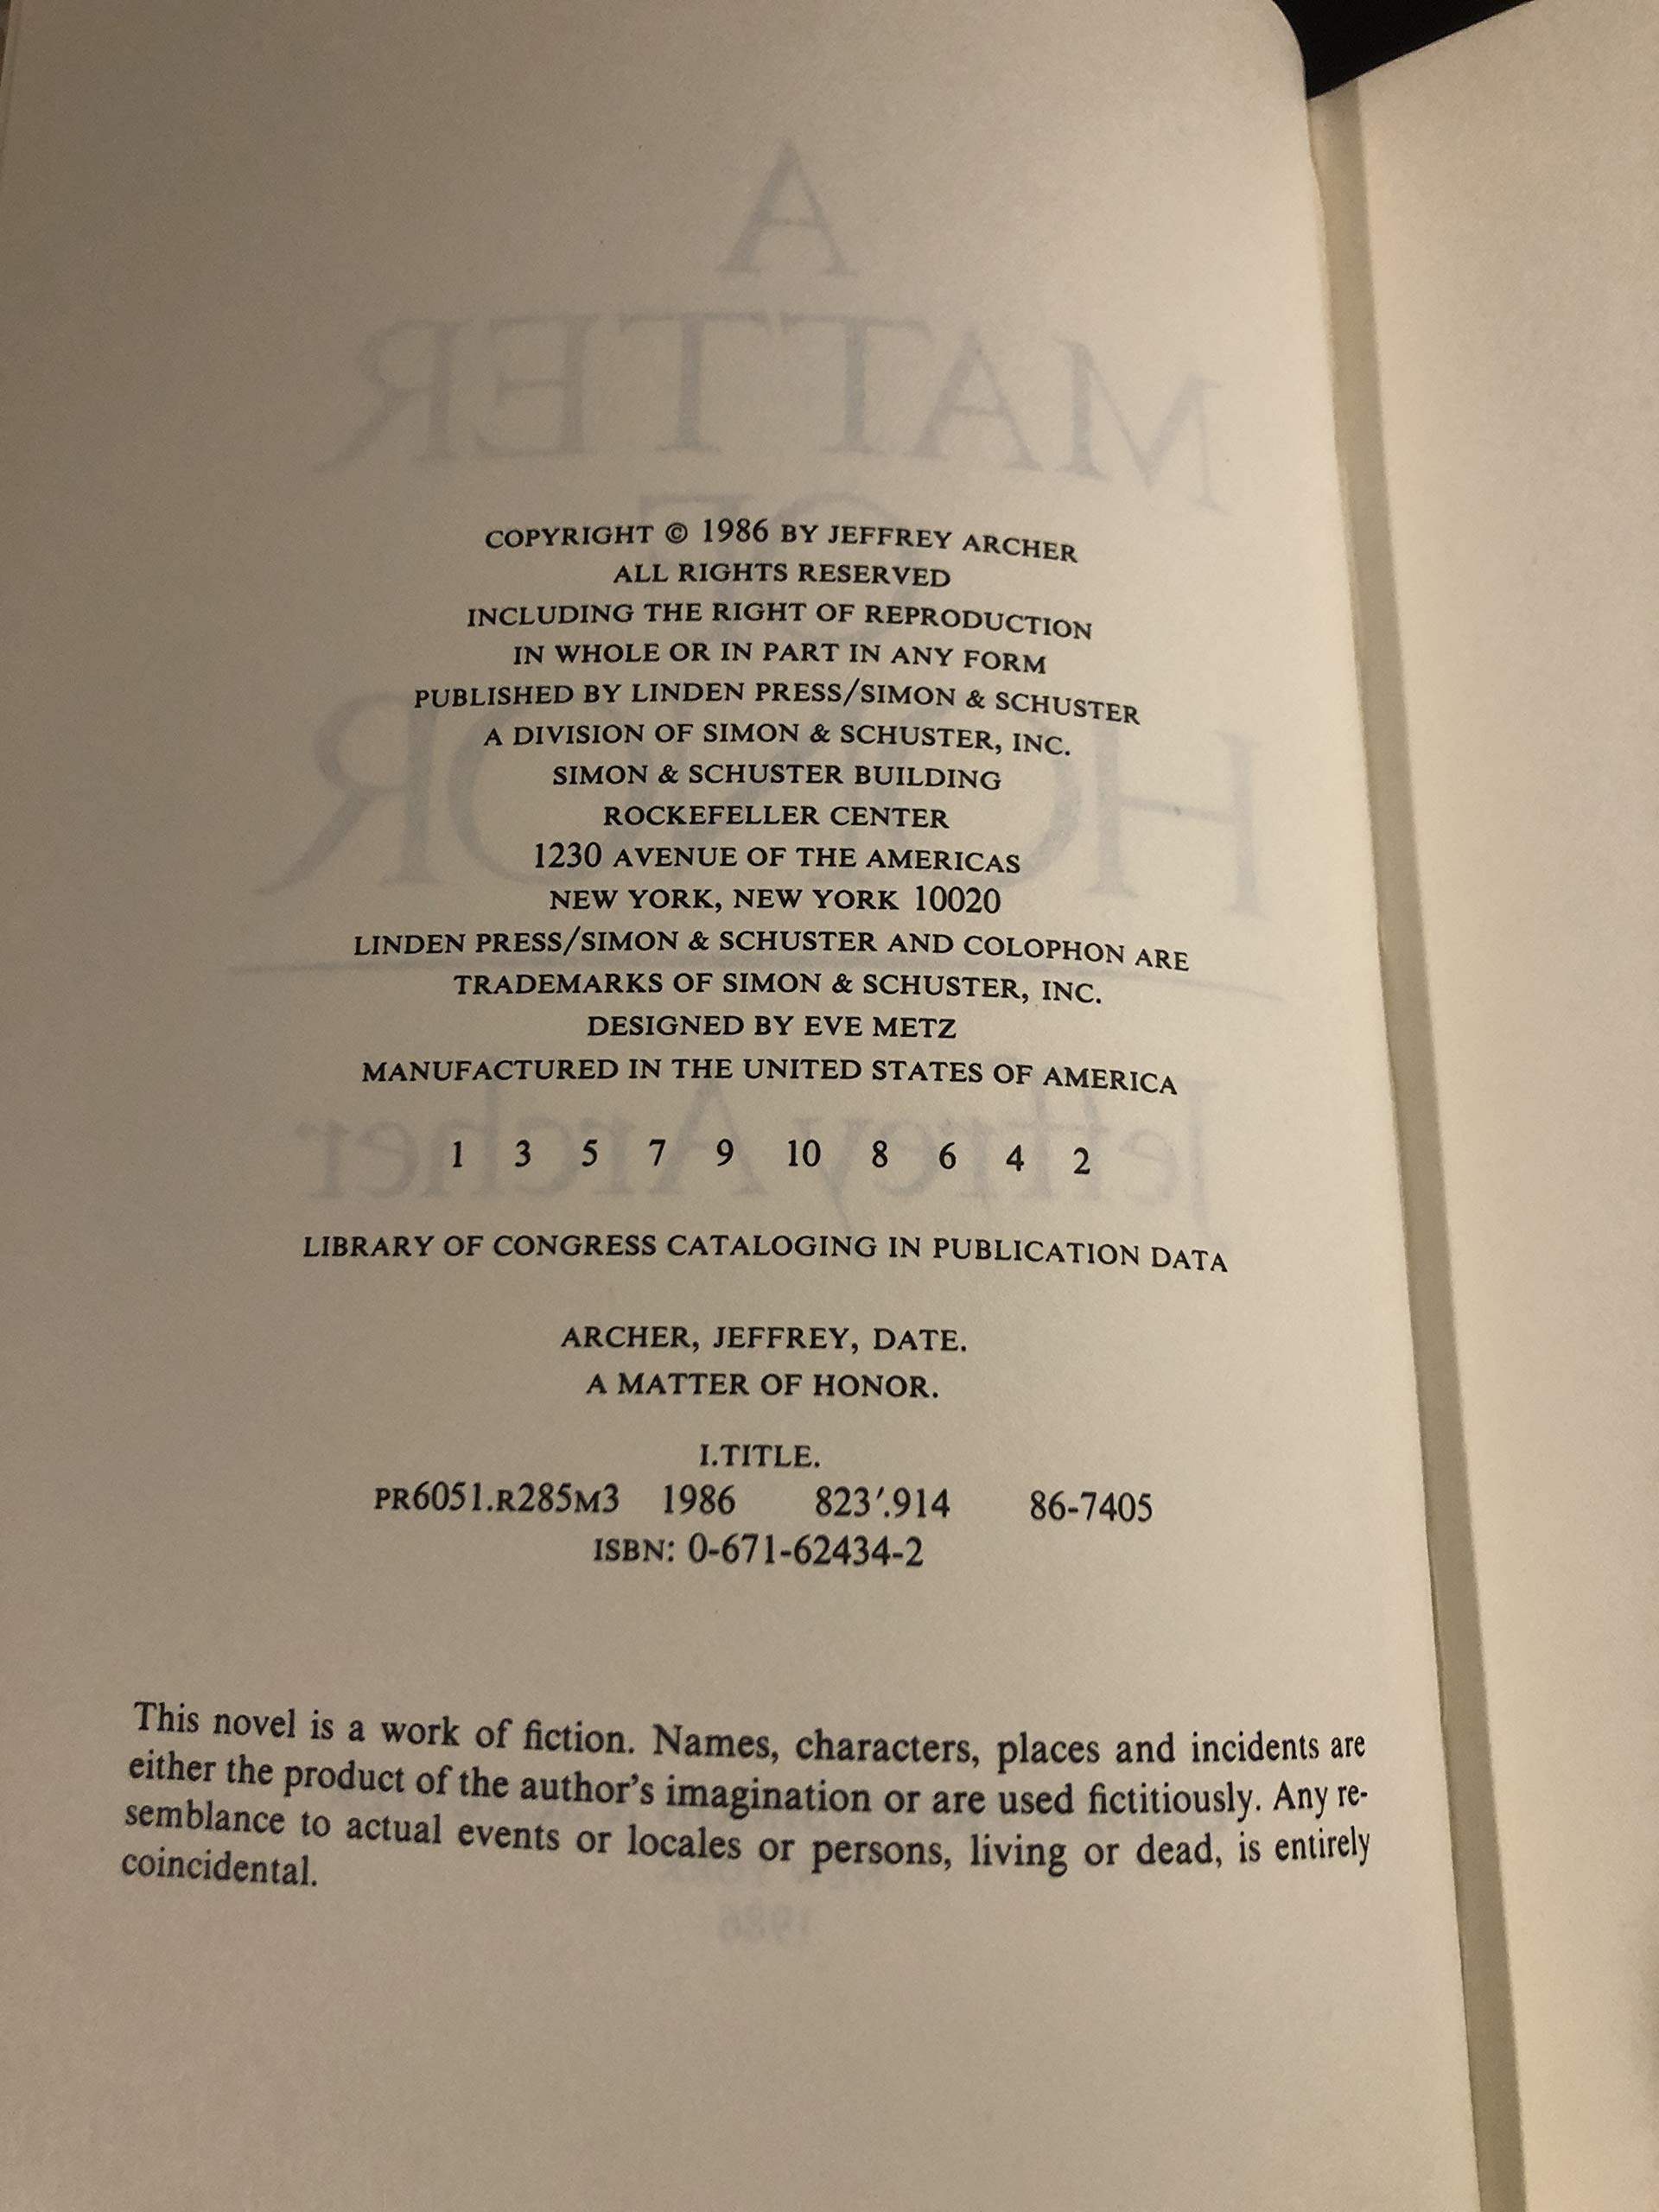 COPYRIGHT © 1986 BY JEFFREY ARCHER
ALL RIGHTS RESERVED
INCLUDING THE RIGHT OF REPRODUCTION
IN WHOLE OR IN PART IN ANY FORM
PUBLISHED BY LINDEN PRESS/SIMON & SCHUSTER
A DIVISION OF SIMON & SCHUSTER, INC.
SIMON & SCHUSTER BUILDING
ROCKEFELLER CENTER
1230 AVENUE OF THE AMERICAS
NEW YORK, NEW YORK 10020
LINDEN PRESS/SIMON & SCHUSTER AND COLOPHON ARE
TRADEMARKS OF SIMON & SCHUSTER, INC.
DESIGNED BY EVE METZ
MANUFACTURED IN THE UNITED STATES OF AMERICA
1 3 5 7 9 10 8 6 4 2
LIBRARY OF CONGRESS CATALOGING IN PUBLICATION DATA
ARCHER, JEFFREY, DATE.
A MATTER OF HONOR.
I.TITLE.
PR6051.R285M3 1986 823′.914 86-7405
ISBN: 0-671-62434-2
This novel is a work of fiction. Names, characters, places and incidents are
either the product of the author's imagination or are used fictitiously. Any re-
semblance to actual events or locales or persons, living or dead, is entirely
coincidental.